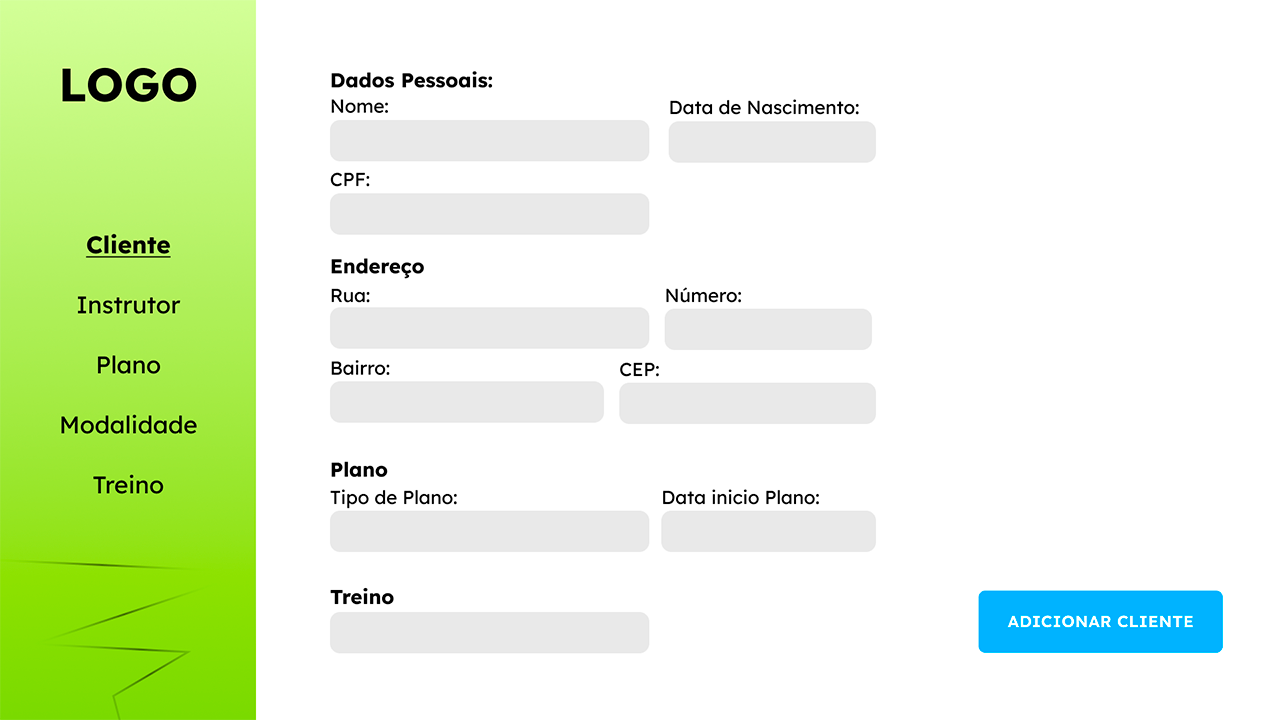 LOGO
Cliente
Instrutor
Plano
Modalidade
Treino
Dados Pessoais:
Nome:
Data de Nascimento:
CPF:
Endereço
Rua:
Número:
Bairro:
CEP:
Plano
Tipo de Plano:
Data inicio Plano:
Treino
ADICIONAR CLIENTE